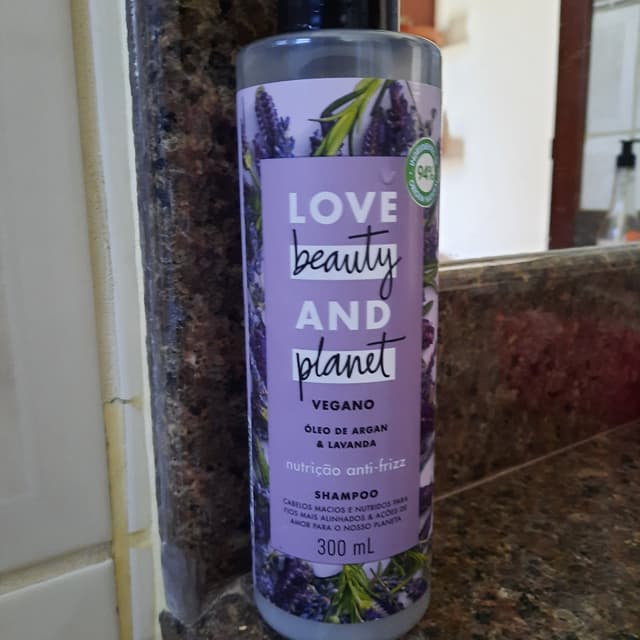 94%
LOVE
beauty
AND
planet
VEGANO
ÓLEO DE ARGAN
& LAVANDA
nutrição anti-frizz
SHAMPOO
CABELOS MACIOS E NUTRIDOS PARA
FIOS MAIS ALINHADOS & AÇÕES DE
AMOR PARA O NOSSO PLANETA
300 mL